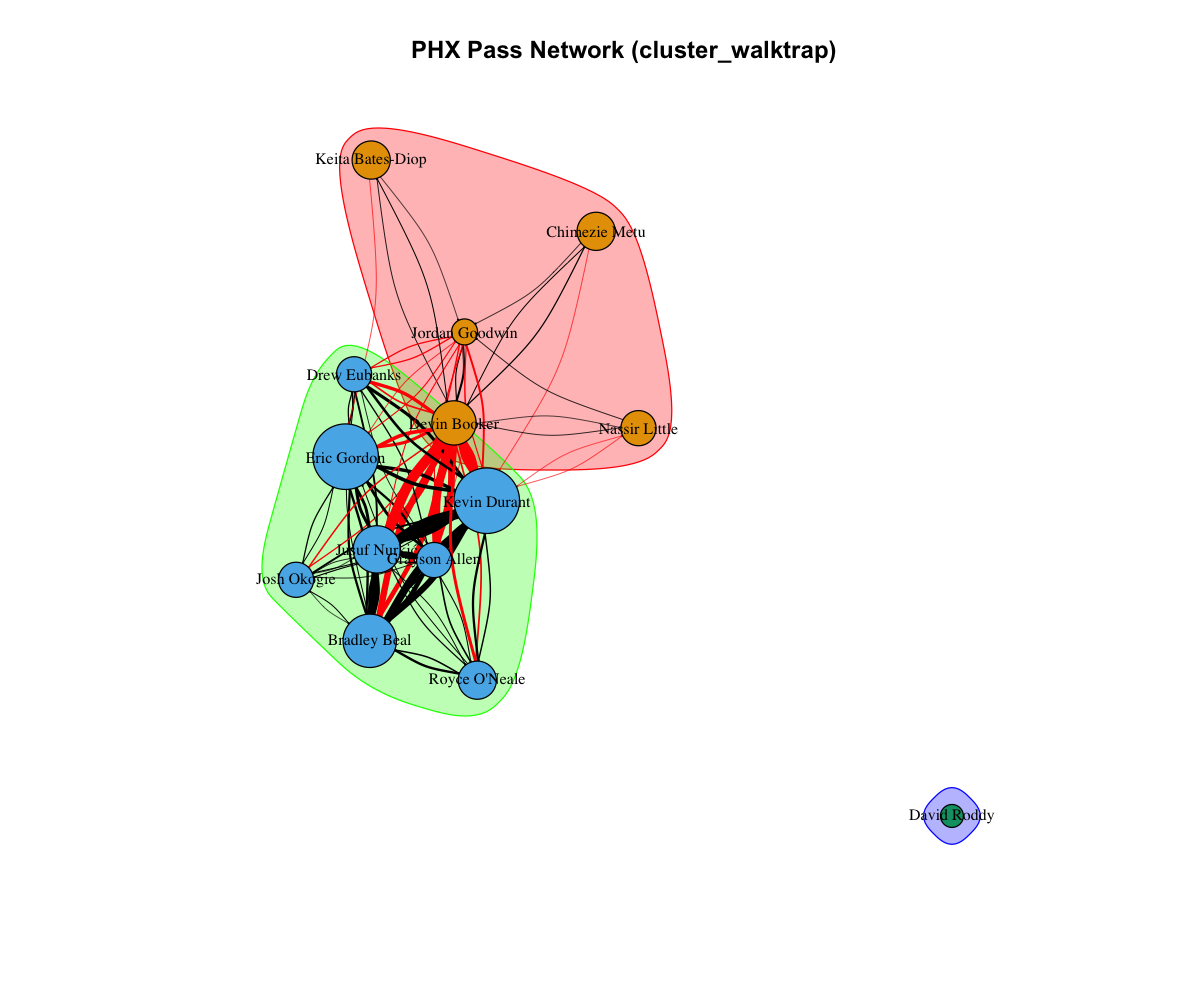 PHX Pass Network (cluster_walktrap)
Keita Bates-Diop
Chimezie Metu
Jordan Goodwin
Drew Eubanks
Devin Booker
Nassir Little
Eric Gordon
Kevin Durant
Jusuf Nurkić
Grayson Allen
Josh Okogie
Bradley Beal
Royce O'Neale
David Roddy